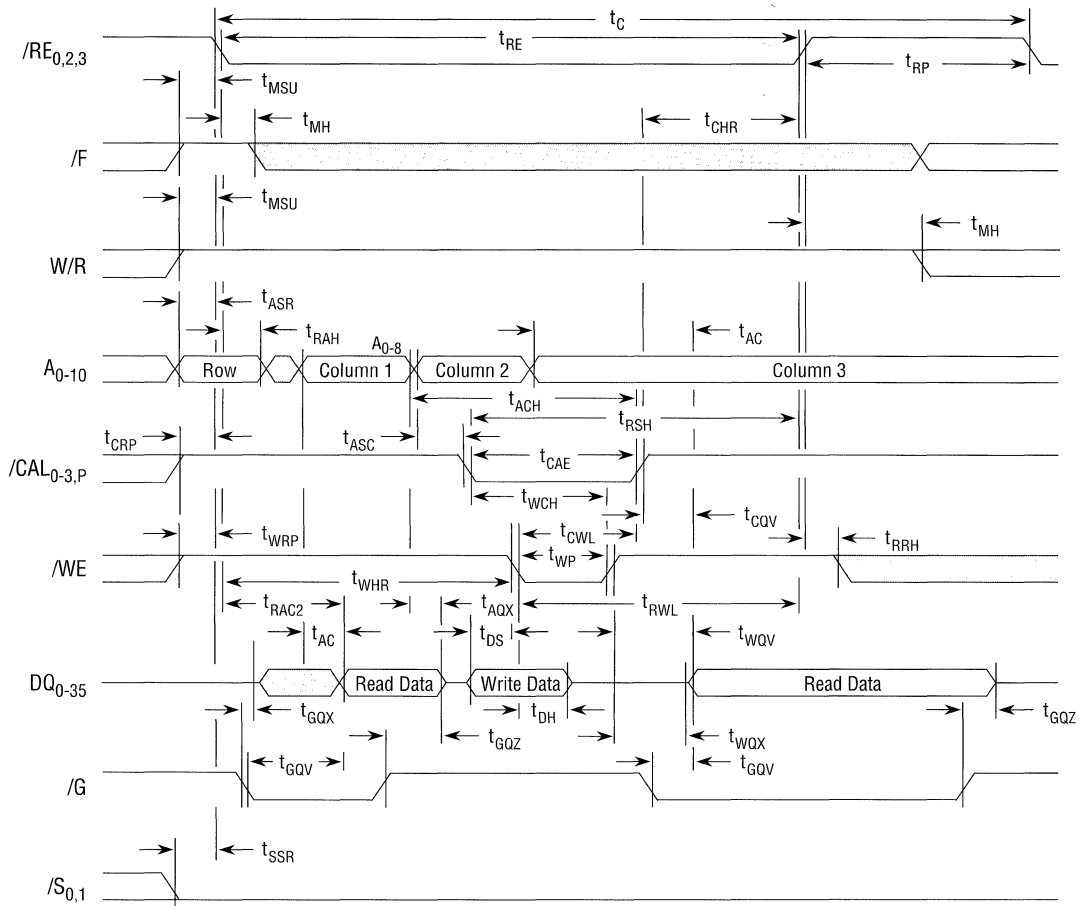 tC
/RE0,2,3
tRE
tRP
tMSU
tMH
tCHR
/F
tMSU
tMH
W/R
tASR
tRAH
A0-8
tAC
A0-10
Row
Column 1
Column 2
Column 3
tACH
tRSH
tCRP
tASC
tCAE
/CAL0-3,P
tWCH
tCQV
tWRP
tCWL
tRRH
/WE
tWP
tWHR
tRAC2
tAQX
tRWL
tAC
tDS
tWQV
DQ0-35
Read Data
Write Data
Read Data
tGQX
tDH
tGQZ
tGQZ
tWQX
tGQV
tGQV
/G
tSSR
/S0,1